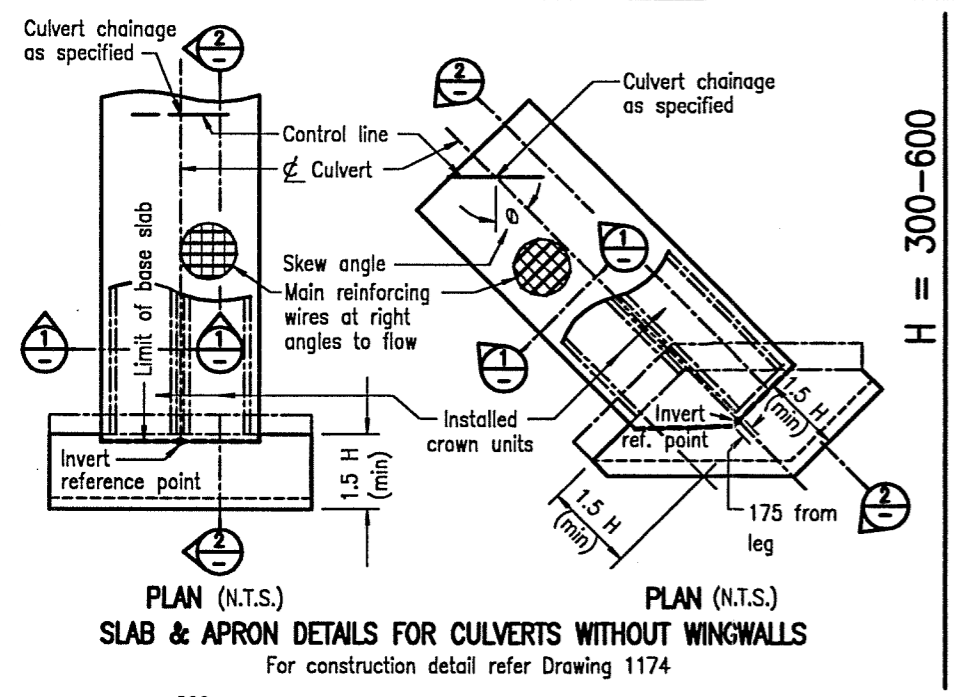 Culvert chainage
as specified
2
–
Control line
℄ Culvert
Limit of base slab
Skew angle
Main reinforcing
wires at right
angles to flow
1
–
1
–
Installed
crown units
Invert
reference point
1.5 H
(min)
2
–
PLAN (N.T.S.)
2
–
Culvert chainage
as specified
θ
1
–
1
–
Invert
ref. point
1.5 H
(min)
1.5 H
(min)
175 from
leg
2
–
PLAN (N.T.S.)
H = 300-600
SLAB & APRON DETAILS FOR CULVERTS WITHOUT WINGWALLS
For construction detail refer Drawing 1174